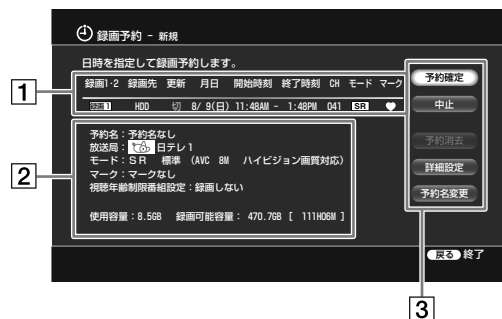 録画予約 - 新規
日時を指定して録画予約します。
録画1･2 録画先 更新 月日 開始時刻 終了時刻 CH モード マーク
録画1 HDD 切 8/ 9(日) 11:48AM - 1:48PM 041 SR ♥
予約名：予約名なし
放送局： 日テレ1
モード：SR 標準 (AVC 8M ハイビジョン画質対応)
マーク：マークなし
視聴年齢制限番組設定：録画しない
使用容量：8.5GB 録画可能容量： 470.7GB [ 111H06M ]
予約確定
中止
予約消去
詳細設定
予約名変更
戻る 終了
1
2
3